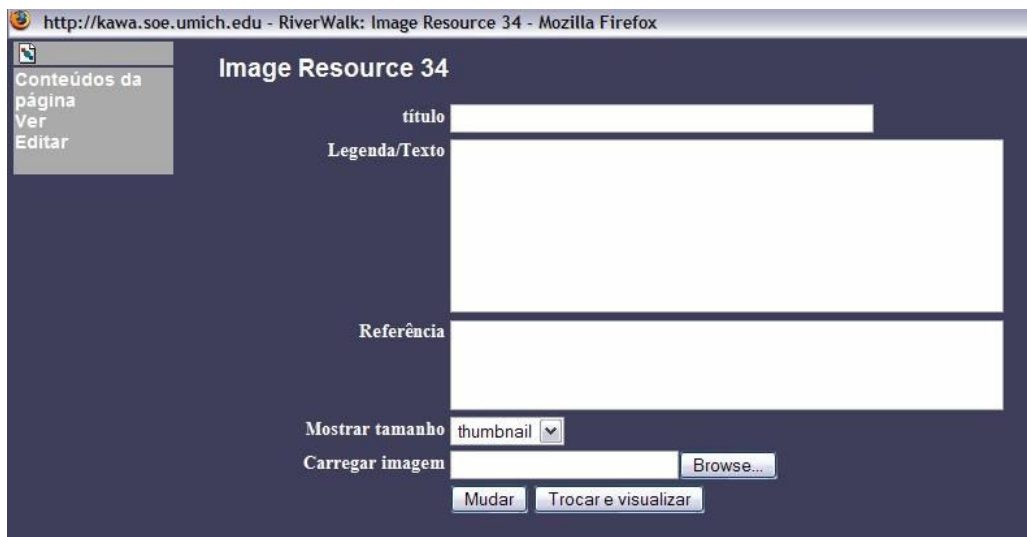 http://kawa.soe.umich.edu - RiverWalk: Image Resource 34 - Mozilla Firefox
Conteúdos da
página
Ver
Editar
Image Resource 34
título
Legenda/Texto
Referência
Mostrar tamanho thumbnail
Carregar imagem Browse...
Mudar Trocar e visualizar